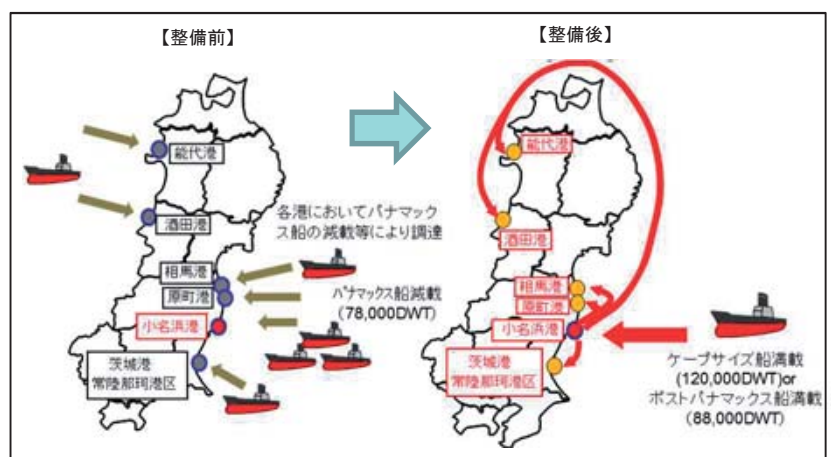 【整備前】
能代港
酒田港
各港においてパナマック
ス船の減載等により調達
相馬港
原町港
小名浜港
茨城港
常陸那珂港区
パナマックス船減載
(78,000DWT)
【整備後】
能代港
酒田港
相馬港
原町港
小名浜港
茨城港
常陸那珂港区
ケープサイズ船満載
(120,000DWT)or
ポストパナマックス船満載
(88,000DWT)